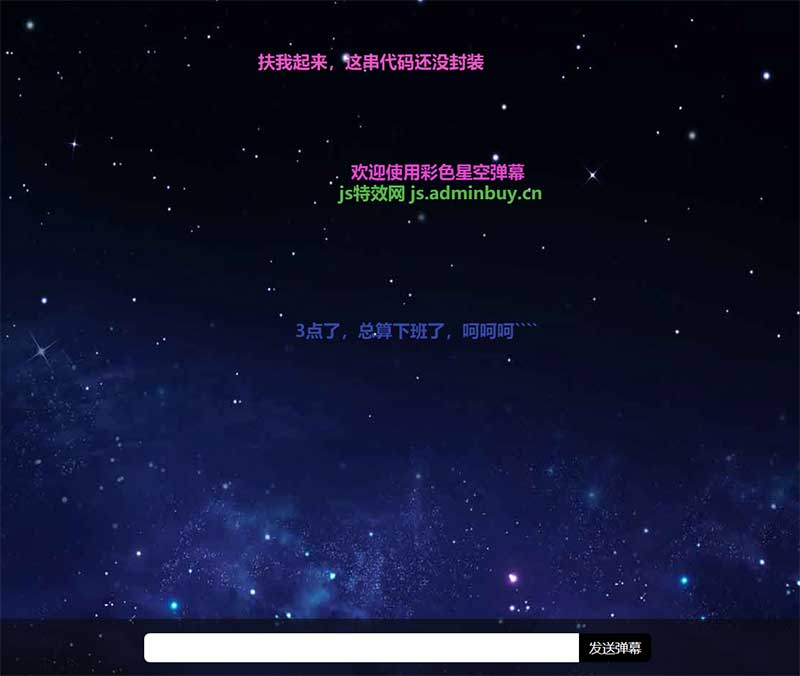 扶我起来，这串代码还没封装
欢迎使用彩色星空弹幕
js特效网 js.adminbuy.cn
3点了，总算下班了，呵呵呵````
发送弹幕